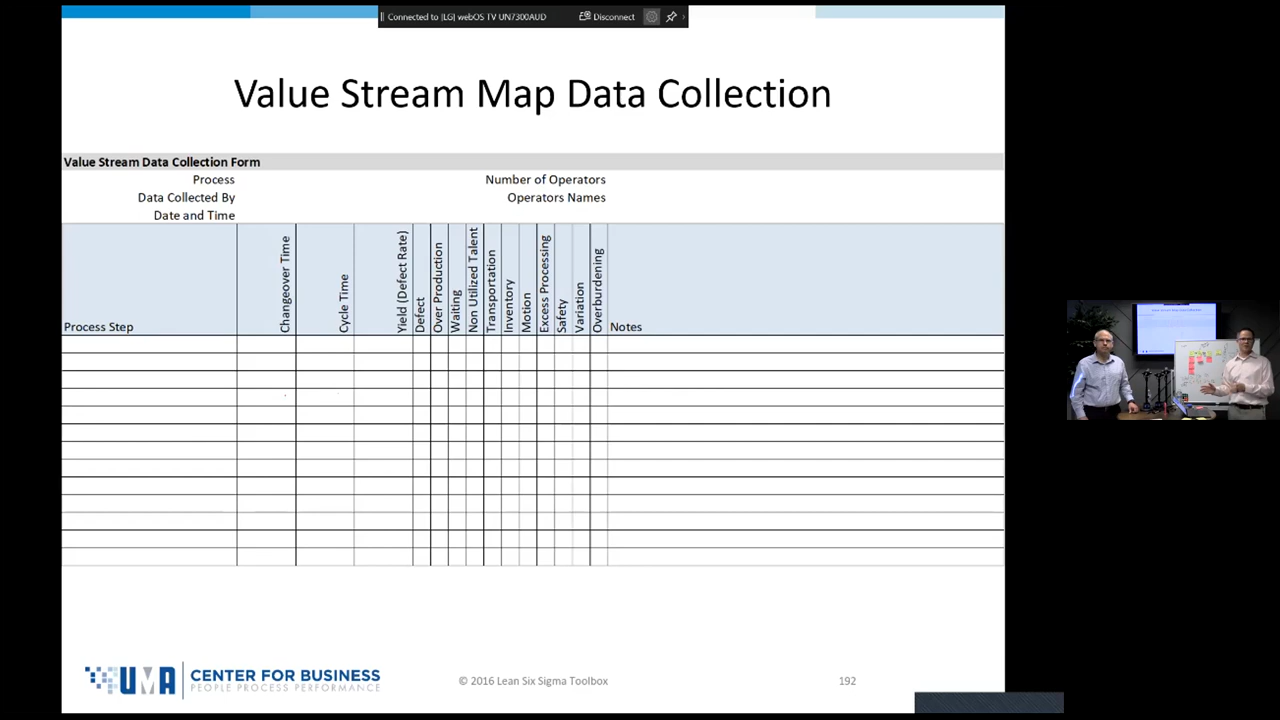 Connected to [LG] webOS TV UN7300AUD
Disconnect
Value Stream Map Data Collection
Value Stream Data Collection Form
Process
Number of Operators
Data Collected By
Operators Names
Date and Time
Process Step
Changeover Time
Cycle Time
Yield (Defect Rate)
Defect
Over Production
Waiting
Non Utilized Talent
Transportation
Inventory
Motion
Excess Processing
Safety
Variation
Overburdening
Notes
UMA
CENTER FOR BUSINESS
PEOPLE PROCESS PERFORMANCE
© 2016 Lean Six Sigma Toolbox
192